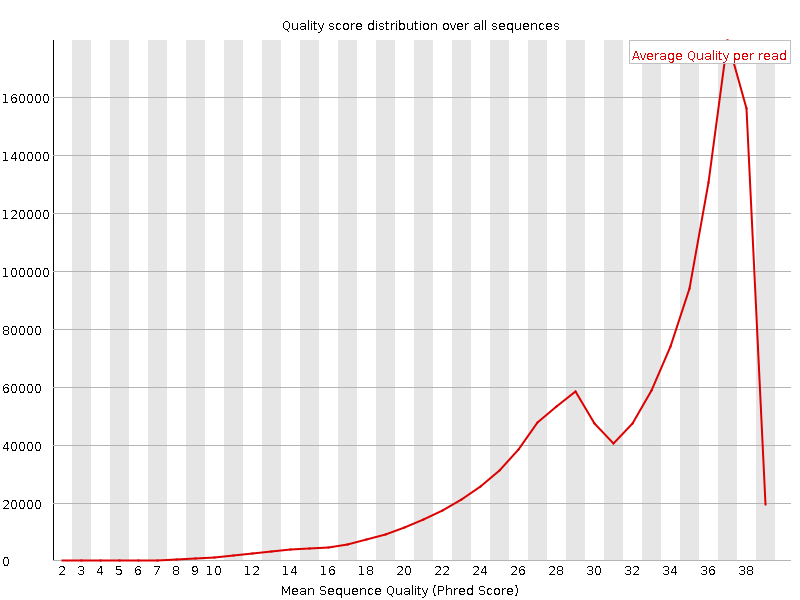 Quality score distribution over all sequences
Average Quality per read
160000
140000
120000
100000
80000
60000
40000
20000
0
2 3 4 5 6 7 8 9 10 12 14 16 18 20 22 24 26 28 30 32 34 36 38
Mean Sequence Quality (Phred Score)